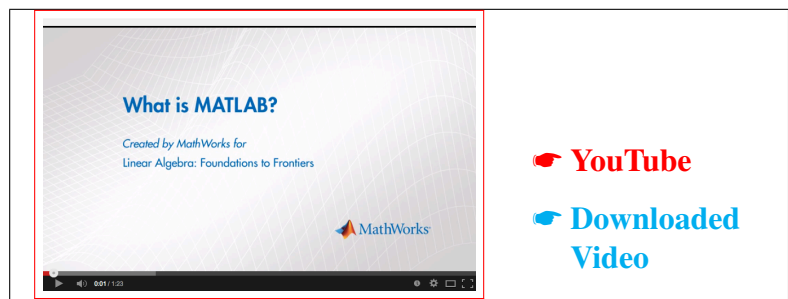 What is MATLAB?
Created by MathWorks for
Linear Algebra: Foundations to Frontiers
MathWorks
0:01 / 1:23
☛ YouTube
☛ Downloaded
Video